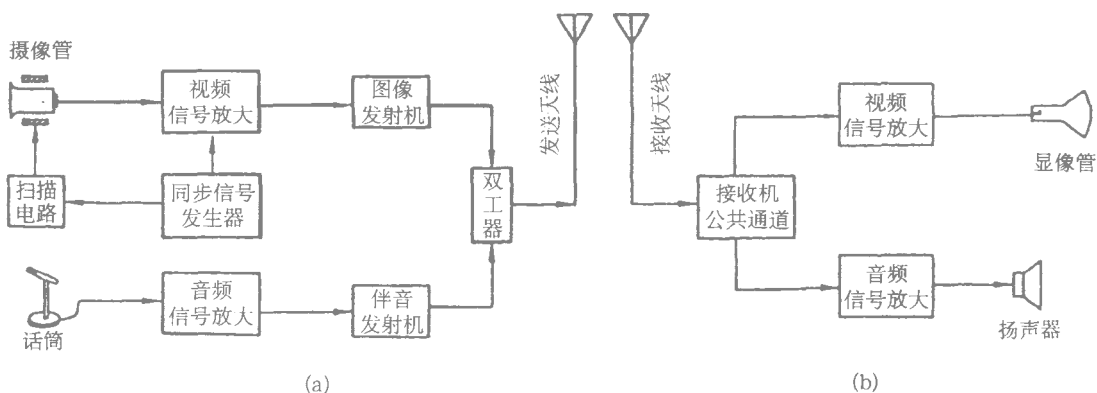 摄像管
视频
信号放大
图像
发射机
扫描
电路
同步信号
发生器
双
工
器
话筒
音频
信号放大
伴音
发射机
发送天线
(a)
接收天线
接收机
公共通道
视频
信号放大
显像管
音频
信号放大
扬声器
(b)